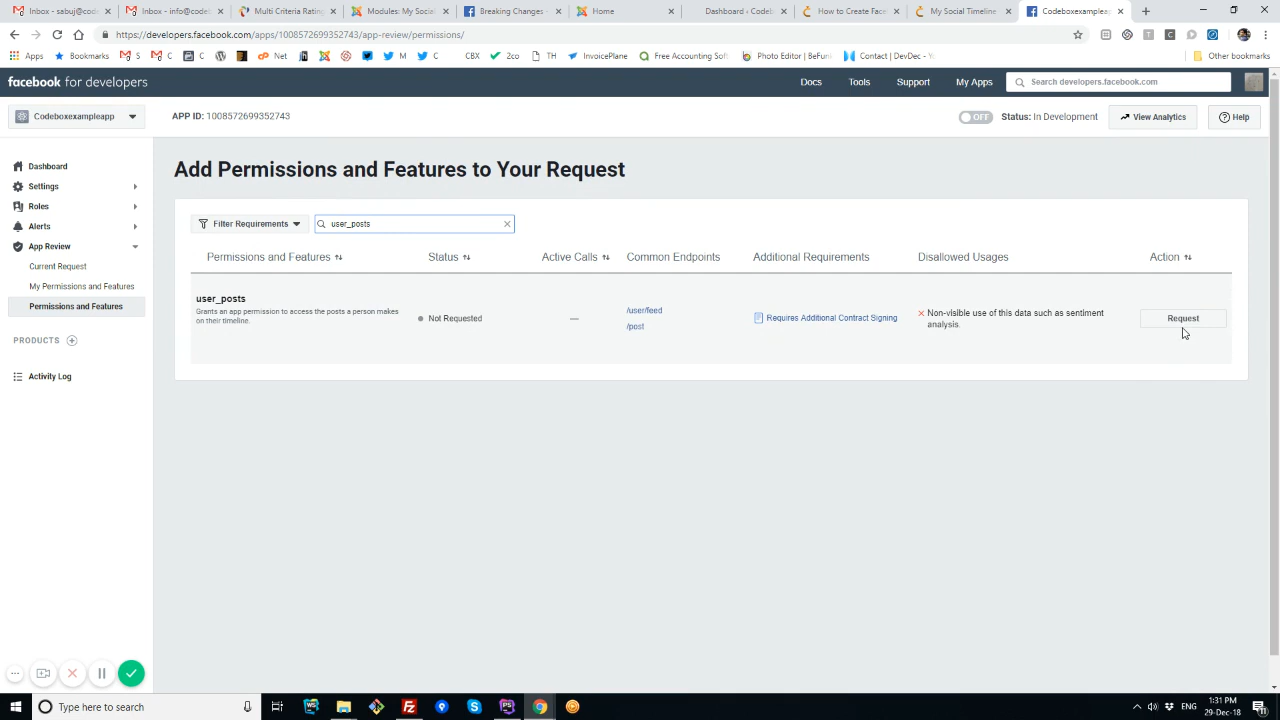 Inbox - sabuj@code
Inbox - info@codeb
Multi Criteria Rating
Modules: My Social
Breaking Changes -
Home
Dashboard ‹ Codeb
How to Create Face
My Social Timeline
Codeboxexampleap
https://developers.facebook.com/apps/1008572699352743/app-review/permissions/
Apps
Bookmarks
S
C
C
Net
M
C
CBX
Zco
TH
InvoicePlane
Free Accounting Soft
Photo Editor | BeFunk
Contact | DevDec - Y
Other bookmarks
facebook for developers
Docs
Tools
Support
My Apps
Search developers.facebook.com
Codeboxexampleapp
APP ID: 1008572699352743
OFF
Status: In Development
View Analytics
Help
Dashboard
Settings
Roles
Alerts
App Review
Current Request
My Permissions and Features
Permissions and Features
PRODUCTS
Activity Log
Add Permissions and Features to Your Request
Filter Requirements
user_posts
Permissions and Features
Status
Active Calls
Common Endpoints
Additional Requirements
Disallowed Usages
Action
user_posts
Grants an app permission to access the posts a person makes
on their timeline.
Not Requested
—
/user/feed
/post
Requires Additional Contract Signing
Non-visible use of this data such as sentiment
analysis.
Request
Type here to search
ENG
1:31 PM
29-Dec-18